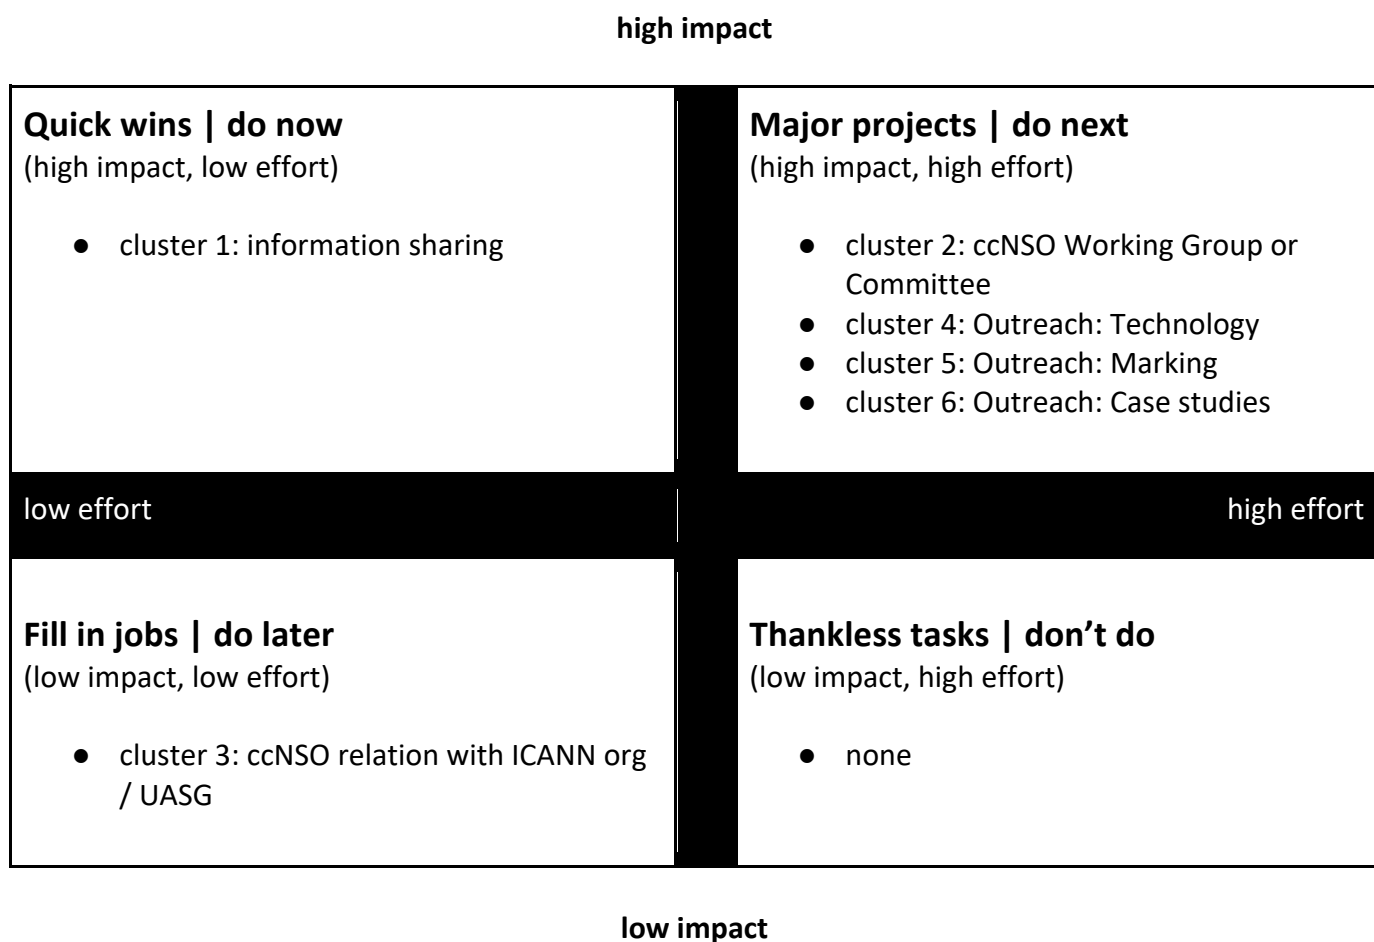 high impact
Quick wins | do now
(high impact, low effort)
● cluster 1: information sharing
Major projects | do next
(high impact, high effort)
● cluster 2: ccNSO Working Group or
Committee
● cluster 4: Outreach: Technology
● cluster 5: Outreach: Marking
● cluster 6: Outreach: Case studies
low effort
high effort
Fill in jobs | do later
(low impact, low effort)
● cluster 3: ccNSO relation with ICANN org
/ UASG
Thankless tasks | don’t do
(low impact, high effort)
● none
low impact